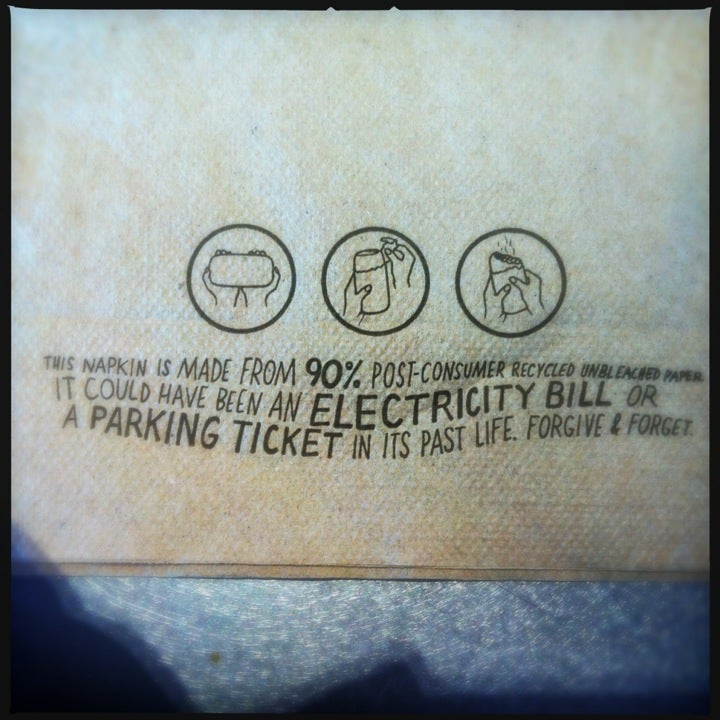 THIS NAPKIN IS MADE FROM 90% POST-CONSUMER RECYCLED UNBLEACHED PAPER
IT COULD HAVE BEEN AN ELECTRICITY BILL OR
A PARKING TICKET IN ITS PAST LIFE. FORGIVE & FORGET.